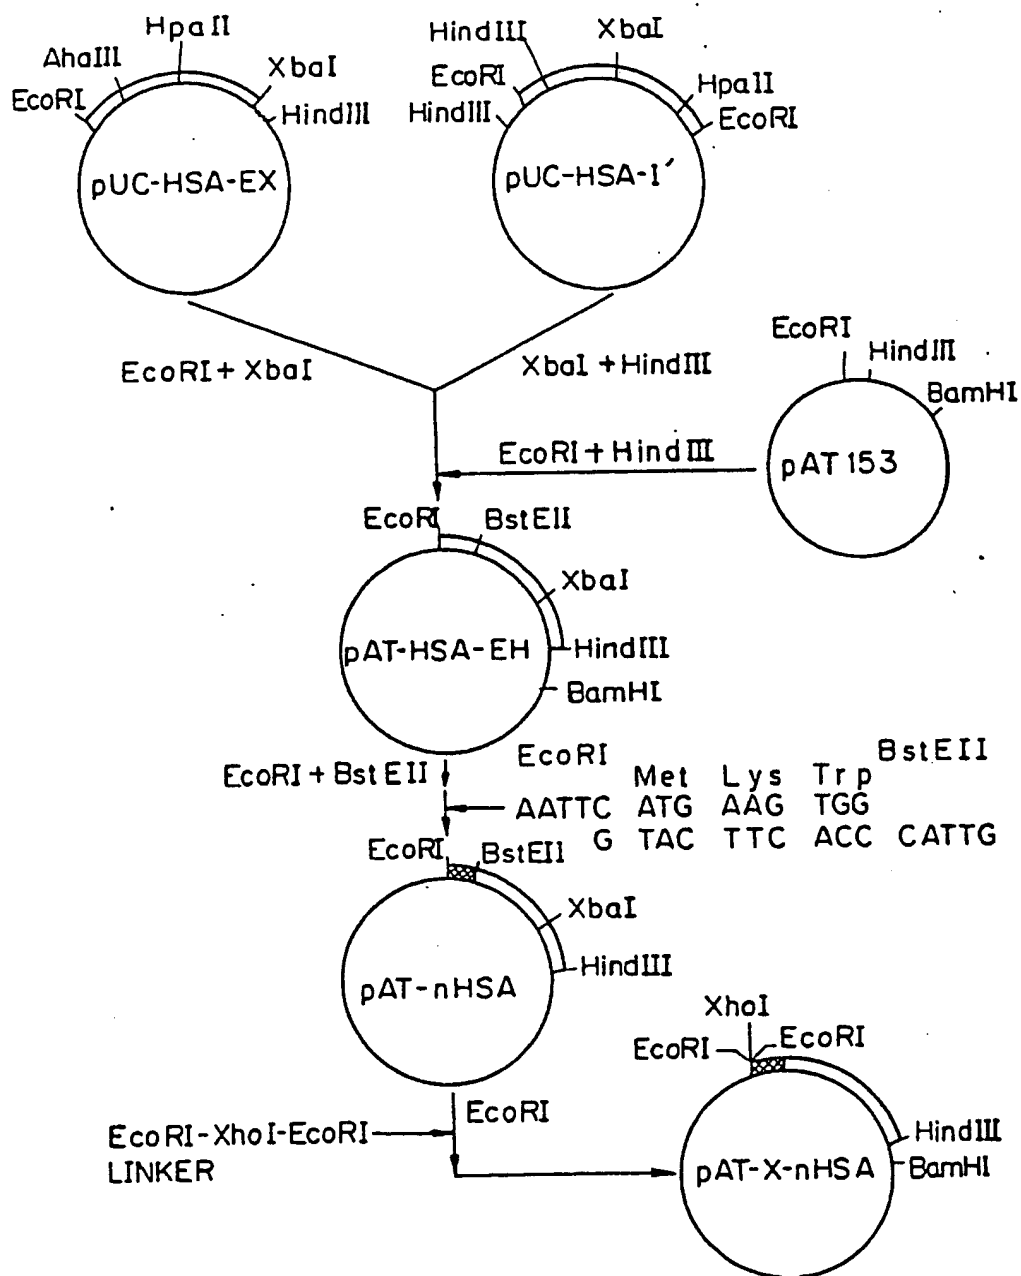 HpaII
AhaIII
XbaI
EcoRI
HindIII
pUC-HSA-EX
HindIII
XbaI
EcoRI
HpaII
HindIII
EcoRI
pUC-HSA-I′
EcoRI + XbaI
XbaI + HindIII
EcoRI
HindIII
BamHI
pAT 153
EcoRI + HindIII
EcoRI
BstEII
XbaI
pAT-HSA-EH
HindIII
BamHI
EcoRI + BstEII
EcoRI
BstEII
Met Lys Trp
AATTC ATG AAG TGG
G TAC TTC ACC CATTG
EcoRI
BstEII
XbaI
HindIII
pAT-nHSA
XhoI
EcoRI
EcoRI
EcoRI
EcoRI-XhoI-EcoRI
LINKER
HindIII
BamHI
pAT-X-nHSA